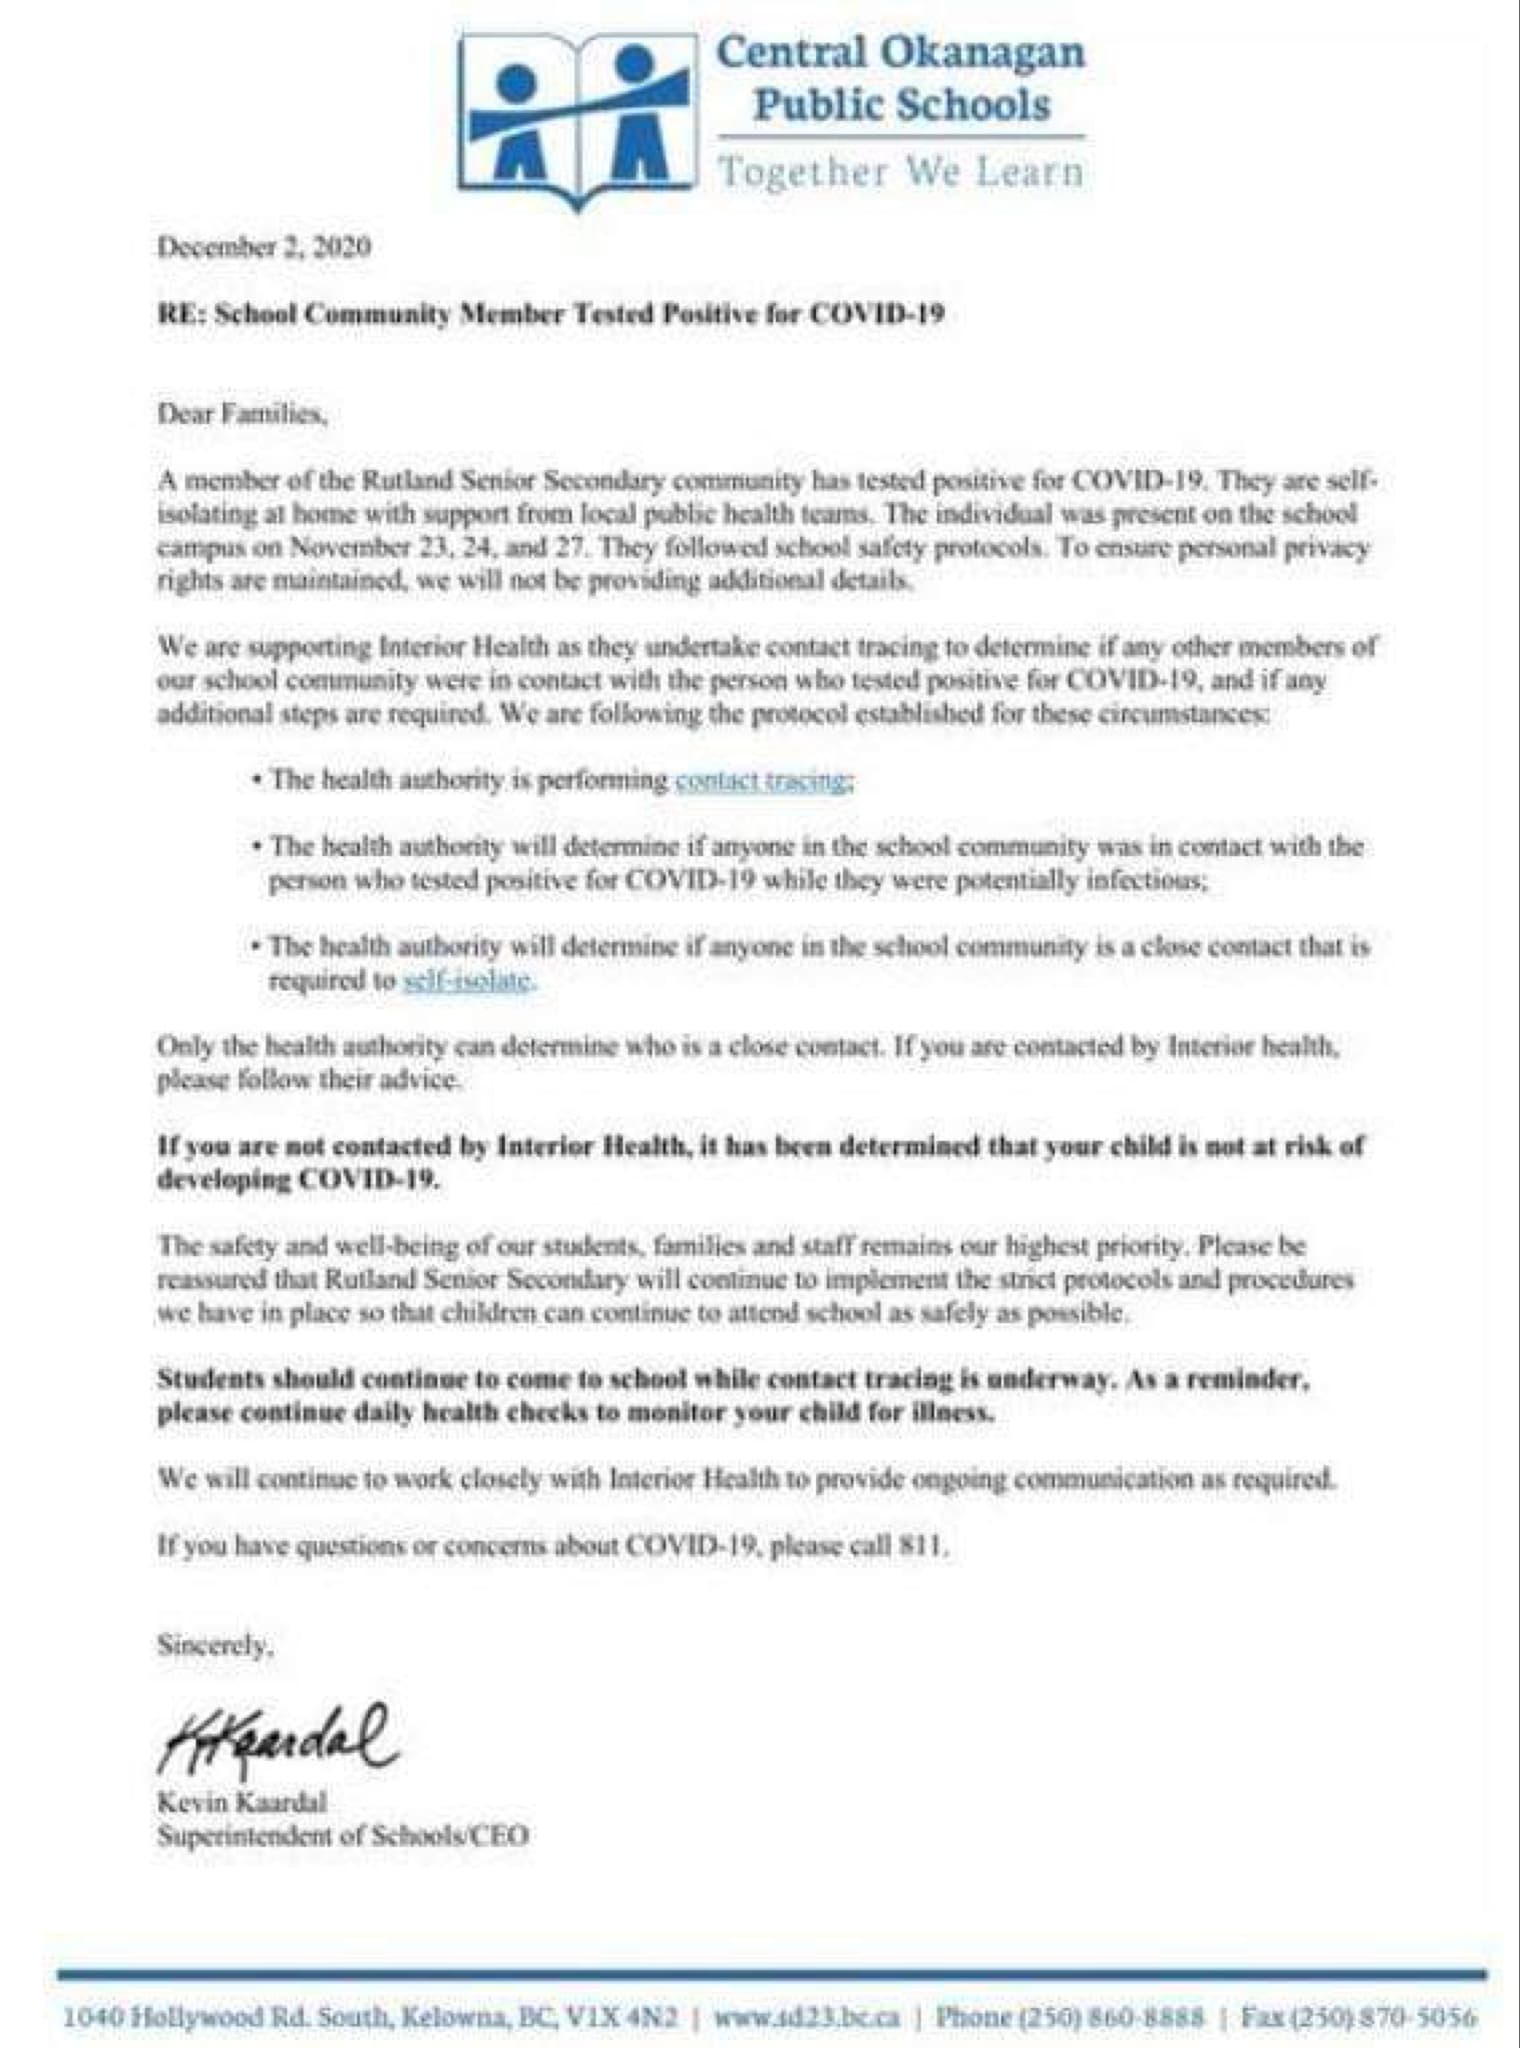 Central Okanagan
Public Schools
Together We Learn
December 2, 2020
RE: School Community Member Tested Positive for COVID-19
Dear Families,
A member of the Rutland Senior Secondary community has tested positive for COVID-19. They are self-
isolating at home with support from local public health teams. The individual was present on the school
campus on November 23, 24, and 27. They followed school safety protocols. To ensure personal privacy
rights are maintained, we will not be providing additional details.
We are supporting Interior Health as they undertake contact tracing to determine if any other members of
our school community were in contact with the person who tested positive for COVID-19, and if any
additional steps are required. We are following the protocol established for these circumstances:
• The health authority is performing contact tracing;
• The health authority will determine if anyone in the school community was in contact with the
person who tested positive for COVID-19 while they were potentially infectious;
• The health authority will determine if anyone in the school community is a close contact that is
required to self-isolate.
Only the health authority can determine who is a close contact. If you are contacted by Interior health,
please follow their advice.
If you are not contacted by Interior Health, it has been determined that your child is not at risk of
developing COVID-19.
The safety and well-being of our students, families and staff remains our highest priority. Please be
reassured that Rutland Senior Secondary will continue to implement the strict protocols and procedures
we have in place so that children can continue to attend school as safely as possible.
Students should continue to come to school while contact tracing is underway. As a reminder,
please continue daily health checks to monitor your child for illness.
We will continue to work closely with Interior Health to provide ongoing communication as required.
If you have questions or concerns about COVID-19, please call 811.
Sincerely,
KKaardal
Kevin Kaardal
Superintendent of Schools/CEO
1040 Hollywood Rd. South, Kelowna, BC, V1X 4N2 | www.sd23.bc.ca | Phone (250) 860-8888 | Fax (250) 870-5056